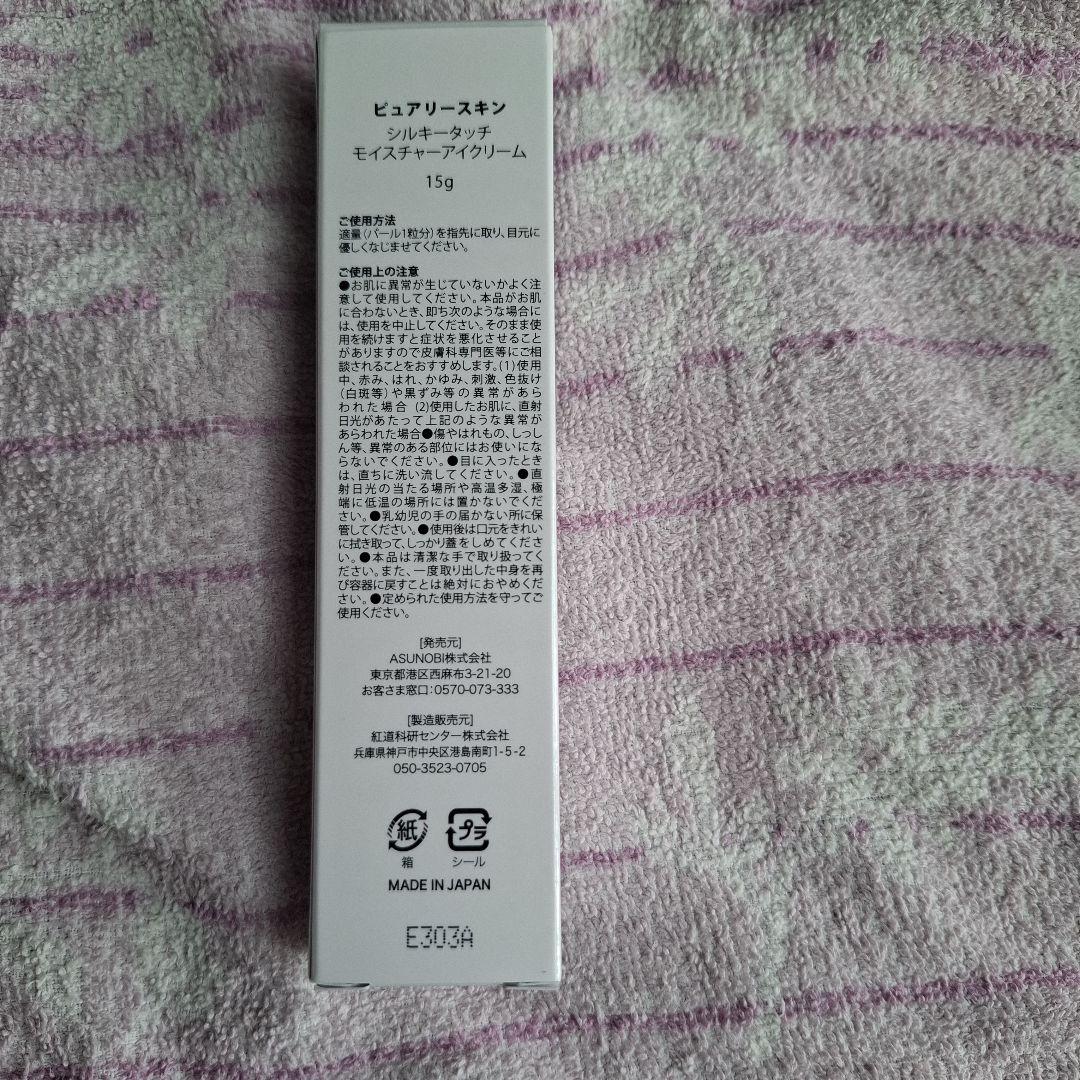 ピュアリースキン
シルキータッチ
モイスチャーアイクリーム
15g
ご使用方法
適量(パール1粒分)を指先に取り、目元に
優しくなじませてください。
ご使用上の注意
●お肌に異常が生じていないかよく注
意して使用してください。本品がお肌
に合わないとき、即ち次のような場合に
は、使用を中止してください。そのまま使
用を続けますと症状を悪化させること
がありますので皮膚科専門医等にご相
談されることをおすすめします。(1)使用
中、赤み、はれ、かゆみ、刺激、色抜け
(白斑等)や黒ずみ等の異常があら
われた場合 (2)使用したお肌に、直射
日光があたって上記のような異常が
あらわれた場合●傷やはれもの、しっし
ん等、異常のある部位にはお使いにな
らないでください。●目に入ったとき
は、直ちに洗い流してください。●直
射日光の当たる場所や高温多湿、極
端に低温の場所には置かないでくだ
さい。●乳幼児の手の届かない所に保
管してください。●使用後は口元をきれい
に拭き取って、しっかり蓋をしめてくださ
い。●本品は清潔な手で取り扱ってく
ださい。また、一度取り出した中身を再
び容器に戻すことは絶対におやめくだ
さい。●定められた使用方法を守ってご
使用ください。
[発売元]
ASUNOBI株式会社
東京都港区西麻布3-21-20
お客さま窓口:0570-073-333
[製造販売元]
紅道科研センター株式会社
兵庫県神戸市中央区港島南町1-5-2
050-3523-0705
紙 プラ
箱 シール
MADE IN JAPAN
E303A